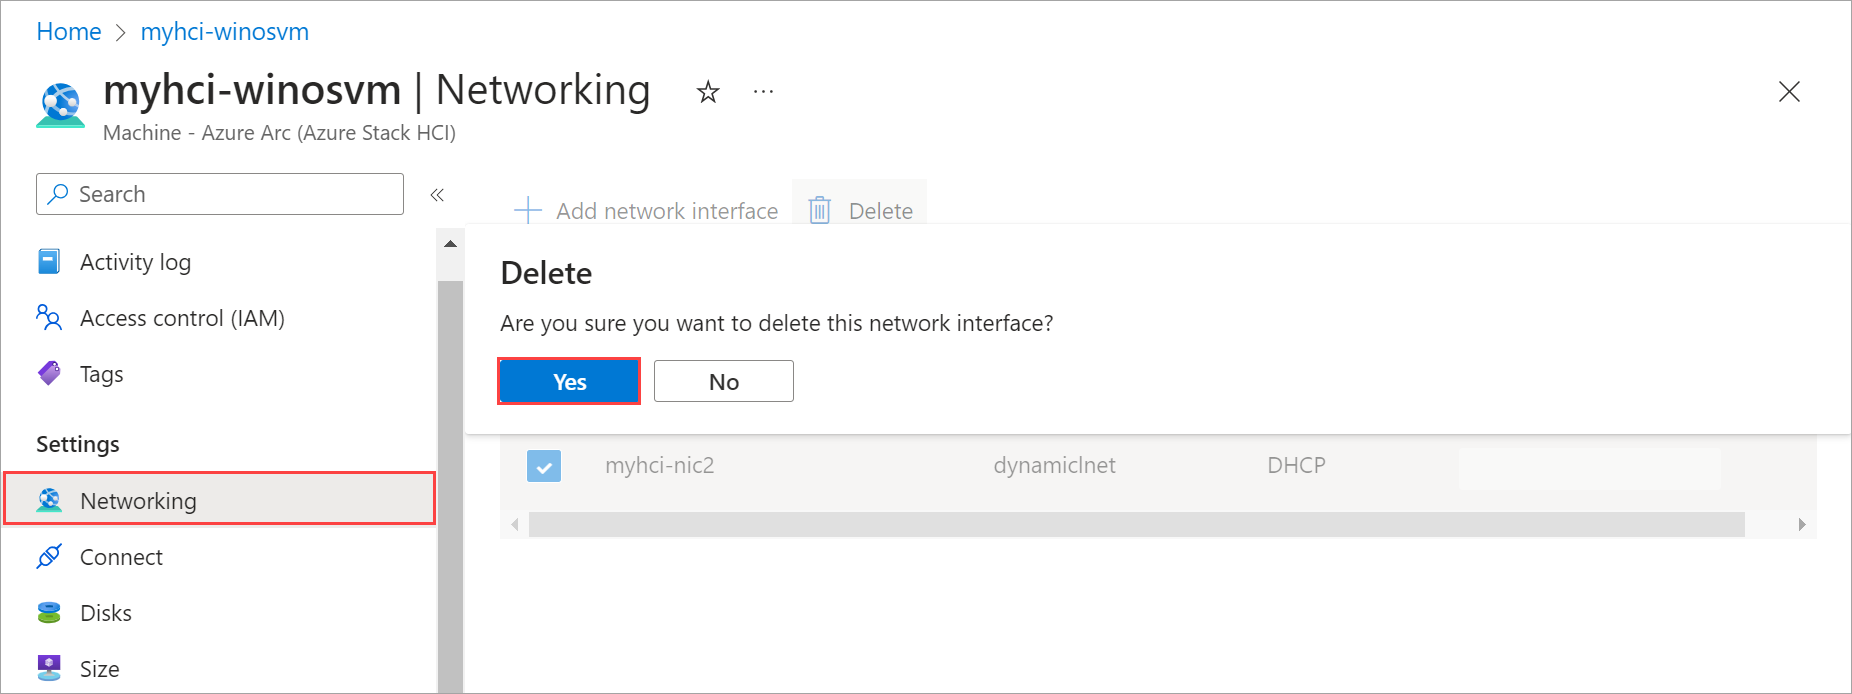 Home > myhci-winosvm
myhci-winosvm | Networking
Machine - Azure Arc (Azure Stack HCI)
Search
Activity log
Access control (IAM)
Tags
Settings
Networking
Connect
Disks
Size
Add network interface Delete
Delete
Are you sure you want to delete this network interface?
Yes No
myhci-nic2 dynamiclnet DHCP